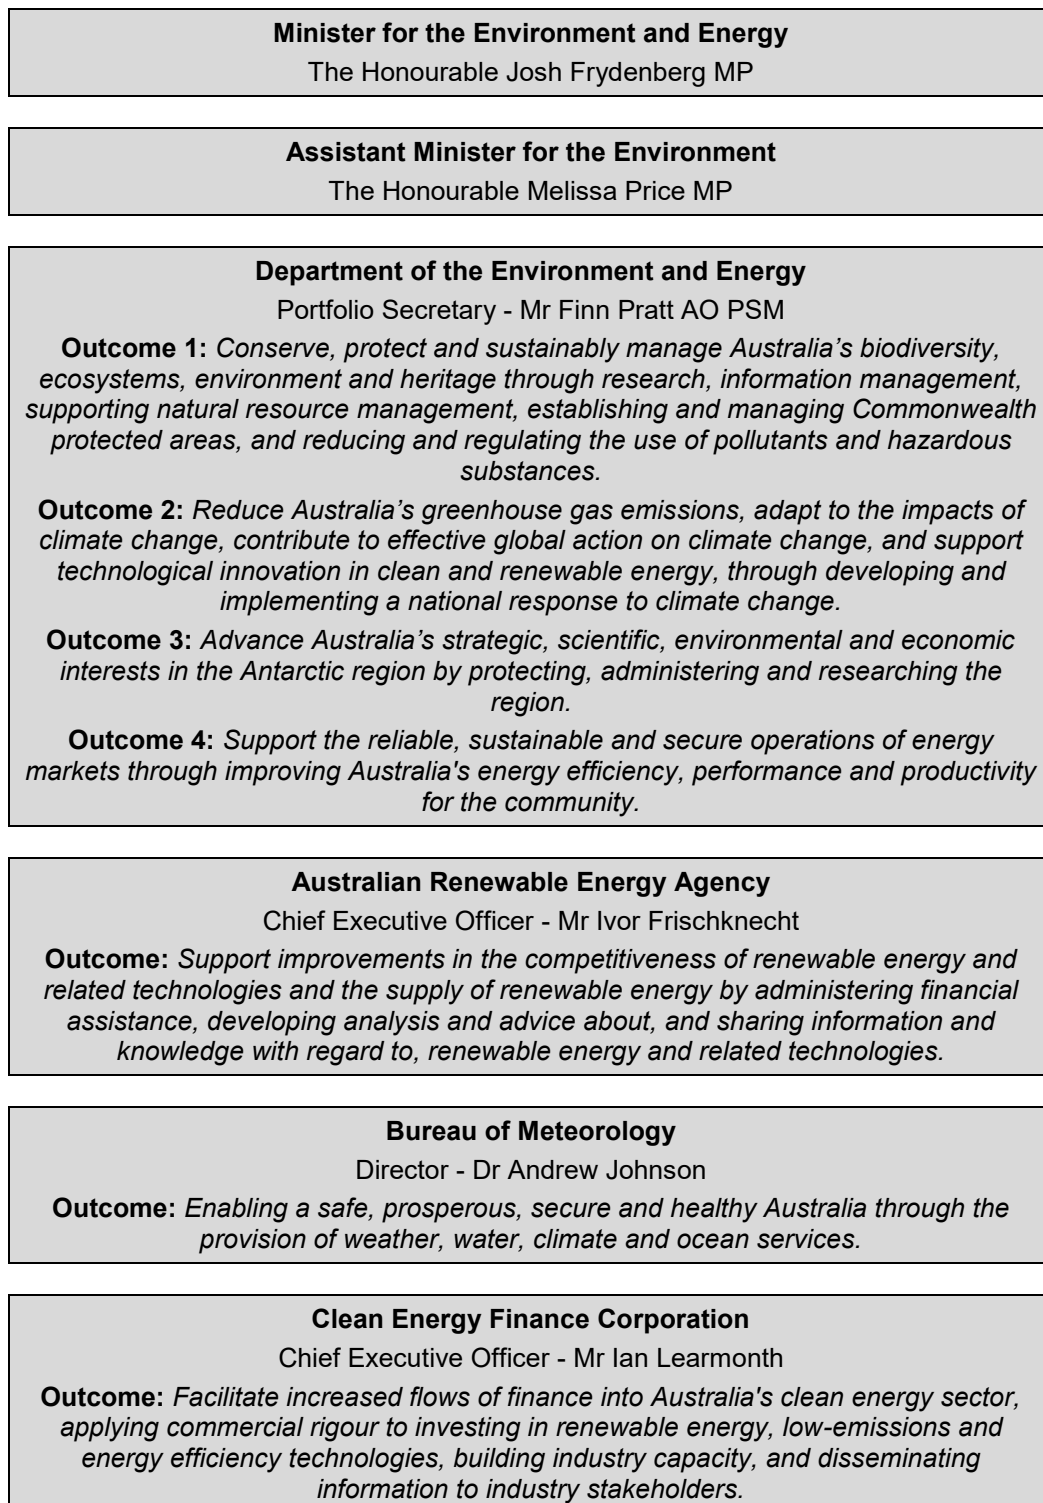 Minister for the Environment and Energy
The Honourable Josh Frydenberg MP
Assistant Minister for the Environment
The Honourable Melissa Price MP
Department of the Environment and Energy
Portfolio Secretary - Mr Finn Pratt AO PSM
Outcome 1: Conserve, protect and sustainably manage Australia’s biodiversity,
ecosystems, environment and heritage through research, information management,
supporting natural resource management, establishing and managing Commonwealth
protected areas, and reducing and regulating the use of pollutants and hazardous
substances.
Outcome 2: Reduce Australia’s greenhouse gas emissions, adapt to the impacts of
climate change, contribute to effective global action on climate change, and support
technological innovation in clean and renewable energy, through developing and
implementing a national response to climate change.
Outcome 3: Advance Australia’s strategic, scientific, environmental and economic
interests in the Antarctic region by protecting, administering and researching the
region.
Outcome 4: Support the reliable, sustainable and secure operations of energy
markets through improving Australia's energy efficiency, performance and productivity
for the community.
Australian Renewable Energy Agency
Chief Executive Officer - Mr Ivor Frischknecht
Outcome: Support improvements in the competitiveness of renewable energy and
related technologies and the supply of renewable energy by administering financial
assistance, developing analysis and advice about, and sharing information and
knowledge with regard to, renewable energy and related technologies.
Bureau of Meteorology
Director - Dr Andrew Johnson
Outcome: Enabling a safe, prosperous, secure and healthy Australia through the
provision of weather, water, climate and ocean services.
Clean Energy Finance Corporation
Chief Executive Officer - Mr Ian Learmonth
Outcome: Facilitate increased flows of finance into Australia's clean energy sector,
applying commercial rigour to investing in renewable energy, low-emissions and
energy efficiency technologies, building industry capacity, and disseminating
information to industry stakeholders.